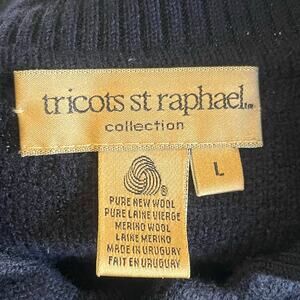 tricots st raphael™
collection
L
PURE NEW WOOL
PURE LAINE VIERGE
MERINO WOOL
LAINE MERINO
MADE IN URUGUAY
FAIT EN URUGUAY